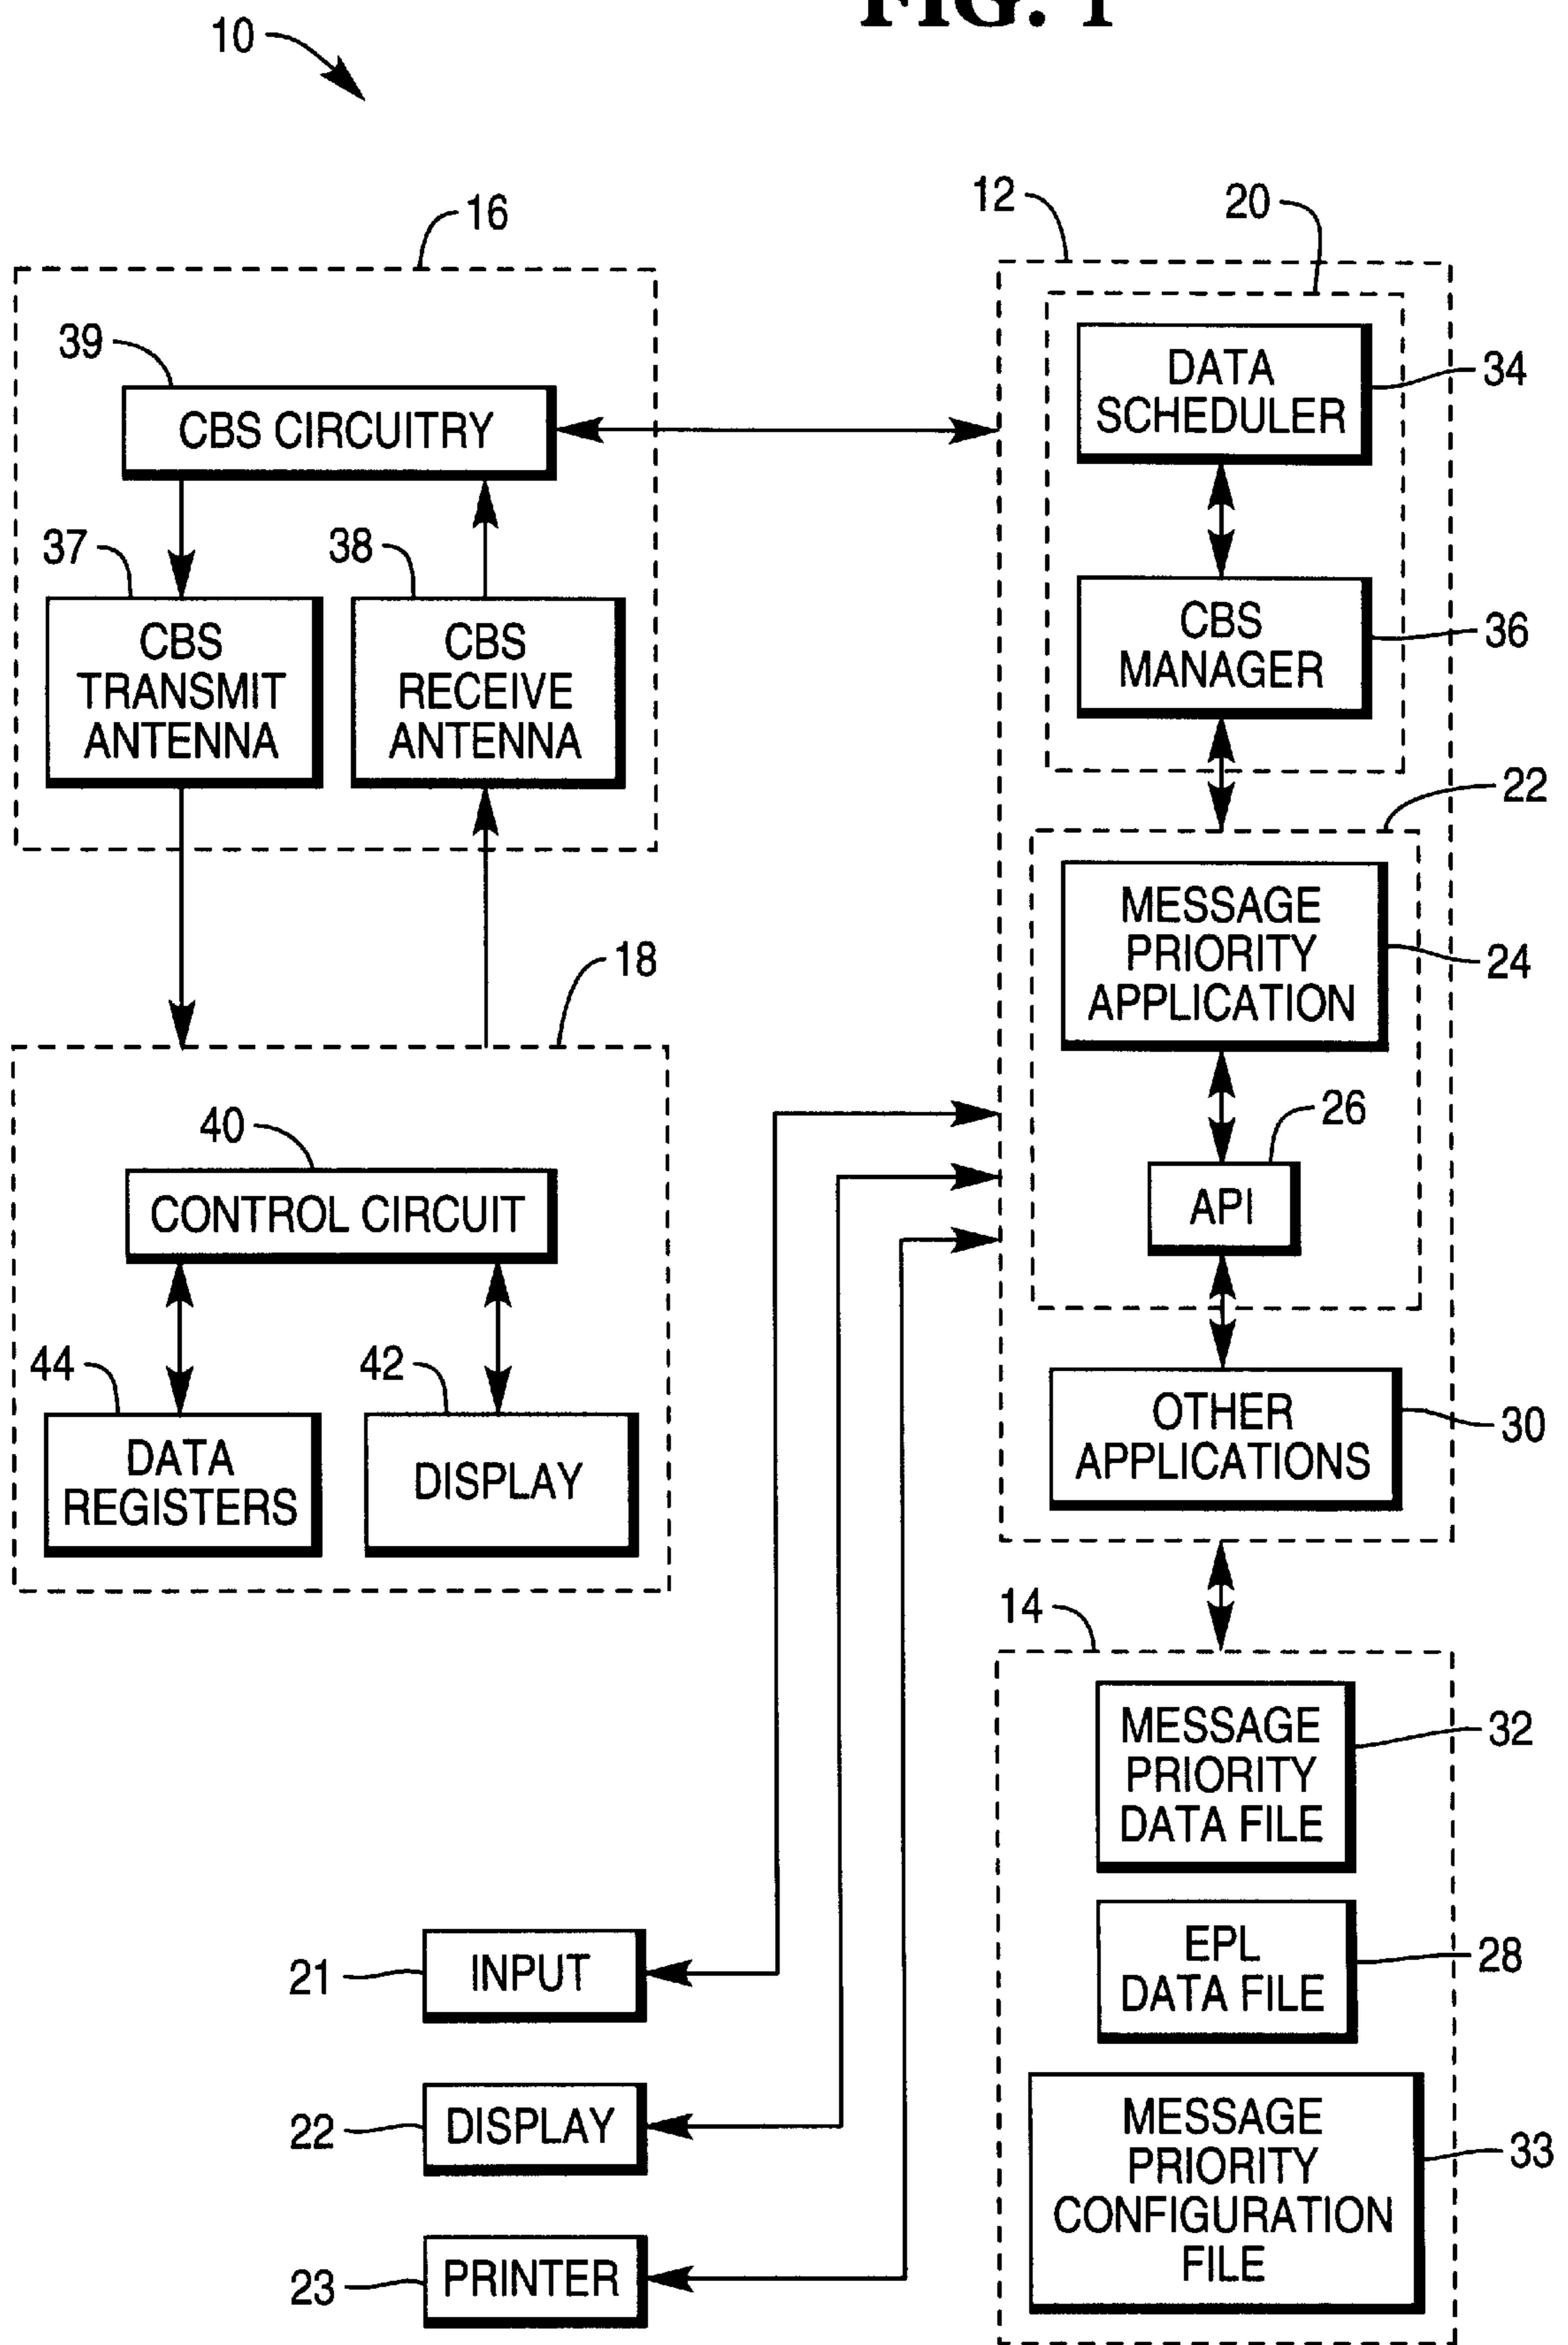 FIG. 1
10
16
12
20
39
CBS CIRCUITRY
37
38
CBS
TRANSMIT
ANTENNA
CBS
RECEIVE
ANTENNA
DATA
SCHEDULER
34
CBS
MANAGER
36
22
MESSAGE
PRIORITY
APPLICATION
24
26
API
OTHER
APPLICATIONS
30
18
40
CONTROL CIRCUIT
44
42
DATA
REGISTERS
DISPLAY
14
MESSAGE
PRIORITY
DATA FILE
32
EPL
DATA FILE
28
MESSAGE
PRIORITY
CONFIGURATION
FILE
33
21
INPUT
22
DISPLAY
23
PRINTER